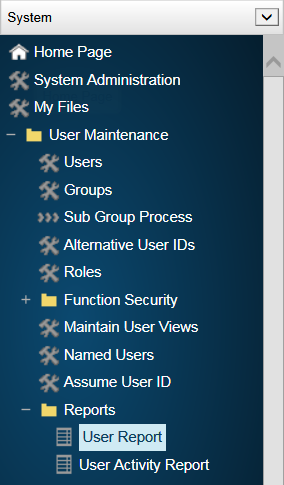 System
Home Page
System Administration
My Files
User Maintenance
Users
Groups
Sub Group Process
Alternative User IDs
Roles
Function Security
Maintain User Views
Named Users
Assume User ID
Reports
User Report
User Activity Report